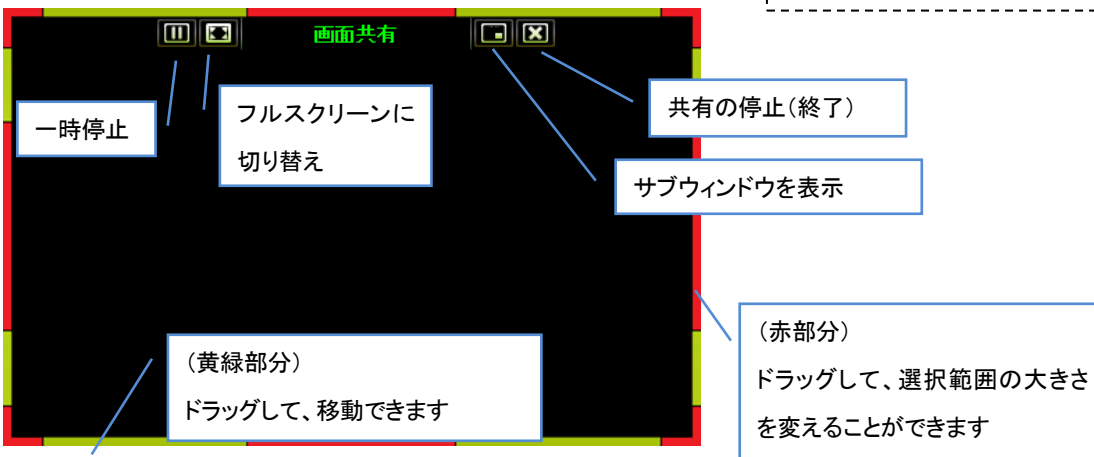 画面共有
一時停止
フルスクリーンに
切り替え
共有の停止(終了)
サブウィンドウを表示
(黄緑部分)
ドラッグして、移動できます
(赤部分)
ドラッグして、選択範囲の大きさ
を変えることができます